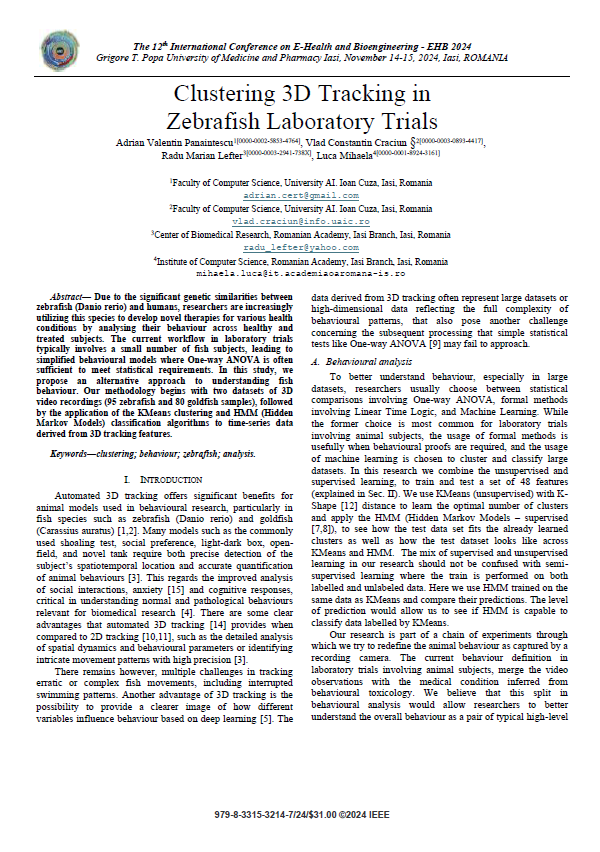 The 12th International Conference on E-Health and Bioengineering - EHB 2024
Grigore T. Popa University of Medicine and Pharmacy Iasi, November 14-15, 2024, Iasi, ROMANIA
Clustering 3D Tracking in
Zebrafish Laboratory Trials
Adrian Valentin Panaintescu1[0000-0002-5853-4764], Vlad Constantin Craciun §2[0000-0003-0893-4417],
Radu Marian Lefter3[0000-0003-2941-738X], Luca Mihaela4[0000-0001-8924-3161]
1Faculty of Computer Science, University AI. Ioan Cuza, Iasi, Romania
adrian.cert@gmail.com
2Faculty of Computer Science, University AI. Ioan Cuza, Iasi, Romania
vlad.craciun@info.uaic.ro
3Center of Biomedical Research, Romanian Academy, Iasi Branch, Iasi, Romania
radu_lefter@yahoo.com
4Institute of Computer Science, Romanian Academy, Iasi Branch, Iasi, Romania
mihaela.luca@it.academiaoaromana-is.ro
Abstract— Due to the significant genetic similarities between
zebrafish (Danio rerio) and humans, researchers are increasingly
utilizing this species to develop novel therapies for various health
conditions by analysing their behaviour across healthy and
treated subjects. The current workflow in laboratory trials
typically involves a small number of fish subjects, leading to
simplified behavioural models where One-way ANOVA is often
sufficient to meet statistical requirements. In this study, we
propose an alternative approach to understanding fish
behaviour. Our methodology begins with two datasets of 3D
video recordings (95 zebrafish and 80 goldfish samples), followed
by the application of the KMeans clustering and HMM (Hidden
Markov Models) classification algorithms to time-series data
derived from 3D tracking features.
Keywords—clustering; behaviour; zebrafish; analysis.
I. INTRODUCTION
Automated 3D tracking offers significant benefits for
animal models used in behavioural research, particularly in
fish species such as zebrafish (Danio rerio) and goldfish
(Carassius auratus) [1,2]. Many models such as the commonly
used shoaling test, social preference, light-dark box, open-
field, and novel tank require both precise detection of the
subject's spatiotemporal location and accurate quantification
of animal behaviours [3]. This regards the improved analysis
of social interactions, anxiety [15] and cognitive responses,
critical in understanding normal and pathological behaviours
relevant for biomedical research [4]. There are some clear
advantages that automated 3D tracking [14] provides when
compared to 2D tracking [10,11], such as the detailed analysis
of spatial dynamics and behavioural parameters or identifying
intricate movement patterns with high precision [3].
There remains however, multiple challenges in tracking
erratic or complex fish movements, including interrupted
swimming patterns. Another advantage of 3D tracking is the
possibility to provide a clearer image of how different
variables influence behaviour based on deep learning [5]. The
data derived from 3D tracking often represent large datasets or
high-dimensional data reflecting the full complexity of
behavioural patterns, that also pose another challenge
concerning the subsequent processing that simple statistical
tests like One-way ANOVA [9] may fail to approach.
A. Behavioural analysis
To better understand behaviour, especially in large
datasets, researchers usually choose between statistical
comparisons involving One-way ANOVA, formal methods
involving Linear Time Logic, and Machine Learning. While
the former choice is most common for laboratory trials
involving animal subjects, the usage of formal methods is
usefully when behavioural proofs are required, and the usage
of machine learning is chosen to cluster and classify large
datasets. In this research we combine the unsupervised and
supervised learning, to train and test a set of 48 features
(explained in Sec. II). We use KMeans (unsupervised) with K-
Shape [12] distance to learn the optimal number of clusters
and apply the HMM (Hidden Markov Models – supervised
[7,8]), to see how the test data set fits the already learned
clusters as well as how the test dataset looks like across
KMeans and HMM. The mix of supervised and unsupervised
learning in our research should not be confused with semi-
supervised learning where the train is performed on both
labelled and unlabeled data. Here we use HMM trained on the
same data as KMeans and compare their predictions. The level
of prediction would allow us to see if HMM is capable to
classify data labelled by KMeans.
Our research is part of a chain of experiments through
which we try to redefine the animal behaviour as captured by a
recording camera. The current behaviour definition in
laboratory trials involving animal subjects, merge the video
observations with the medical condition inferred from
behavioural toxicology. We believe that this split in
behavioural analysis would allow researchers to better
understand the overall behaviour as a pair of typical high-level
979-8-3315-3214-7/24/$31.00 ©2024 IEEE